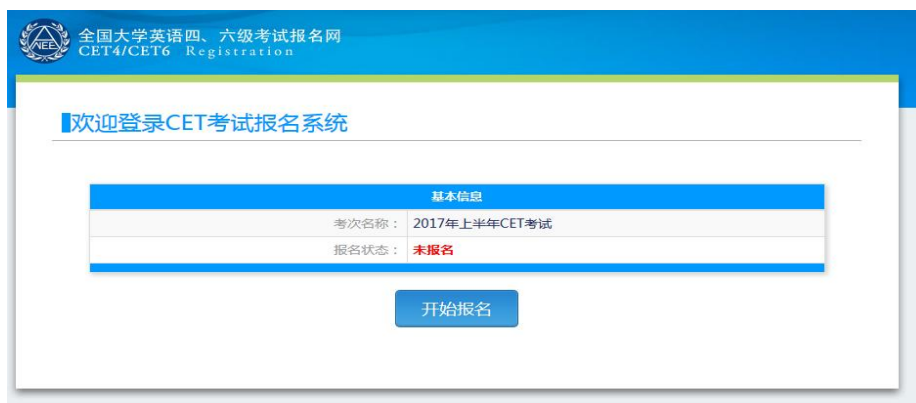 NEE
全国大学英语四、六级考试报名网
CET4/CET6 Registration
欢迎登录CET考试报名系统
基本信息
考次名称： 2017年上半年CET考试
报名状态： 未报名
开始报名